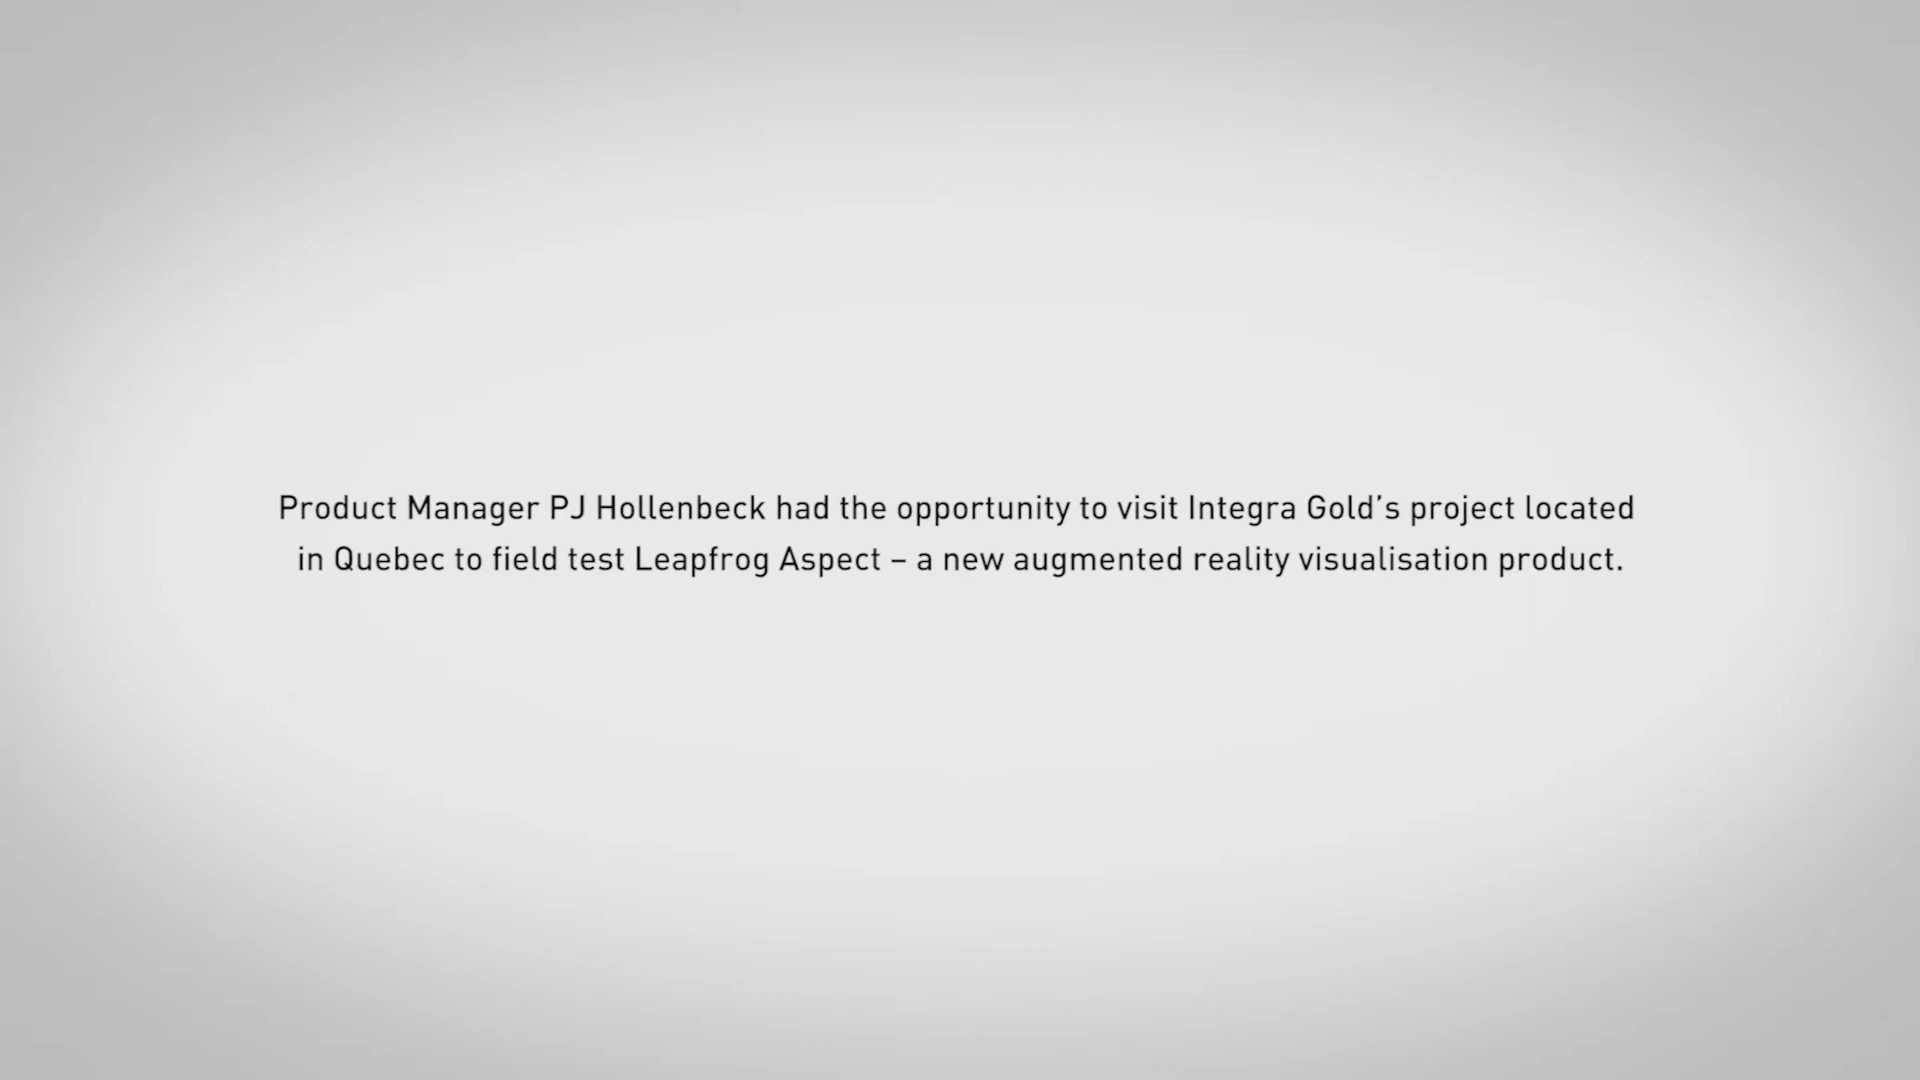 Product Manager PJ Hollenbeck had the opportunity to visit Integra Gold’s project located
in Quebec to field test Leapfrog Aspect – a new augmented reality visualisation product.